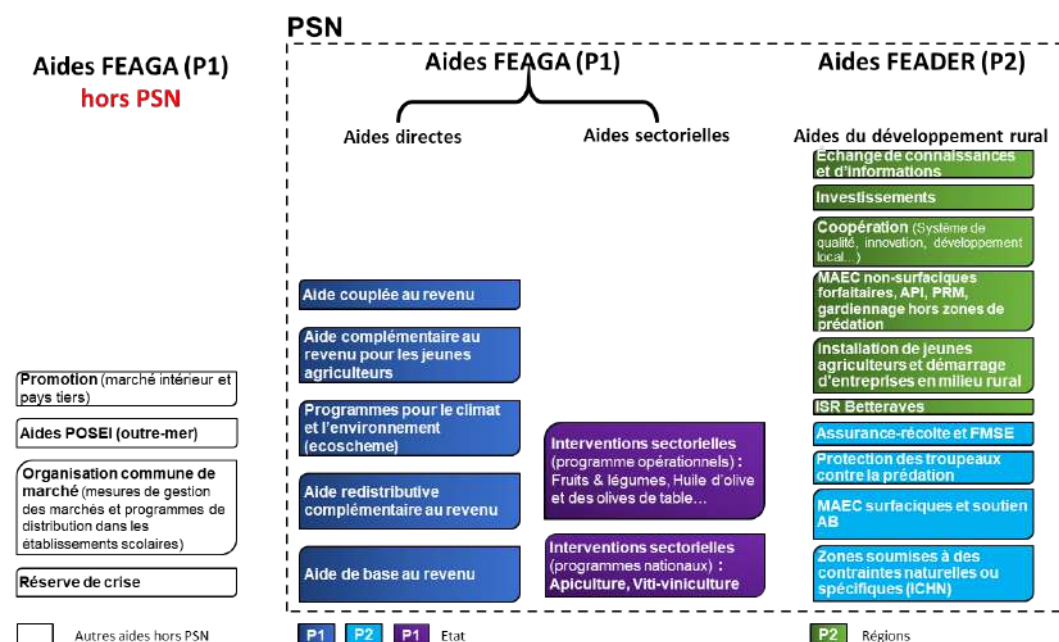 PSN
Aides FEAGA (P1)
hors PSN
Aides FEAGA (P1)
Aides directes
Aides sectorielles
Aide couplée au revenu
Aide complémentaire au
revenu pour les jeunes
agriculteurs
Programmes pour le climat
et l'environnement
(ecoscheme)
Aide redistributive
complémentaire au revenu
Aide de base au revenu
Interventions sectorielles
(programme opérationnels) :
Fruits & légumes, Huile d'olive
et des olives de table...
Interventions sectorielles
(programmes nationaux) :
Apiculture, Viti-viniculture
Aides FEADER (P2)
Aides du développement rural
Échange de connaissances
et d'informations
Investissements
Coopération (Système de
qualité, innovation, développement
local...)
MAEC non-surfaciques
forfaitaires, API, PRM,
gardiennage hors zones de
prédation
Installation de jeunes
agriculteurs et démarrage
d'entreprises en milieu rural
ISR Betteraves
Assurance-récolte et FMSE
Protection des troupeaux
contre la prédation
MAEC surfaciques et soutien
AB
Zones soumises à des
contraintes naturelles ou
spécifiques (ICHN)
Promotion (marché intérieur et
pays tiers)
Aides POSEI (outre-mer)
Organisation commune de
marché (mesures de gestion
des marchés et programmes de
distribution dans les
établissements scolaires)
Réserve de crise
Autres aides hors PSN
P1 P2 P1 Etat
P2 Régions